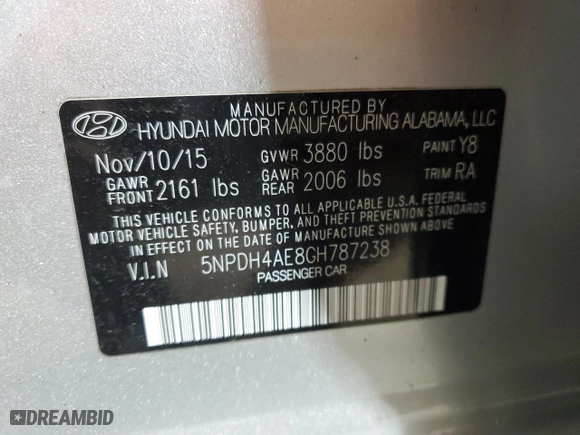 MANUFACTURED BY
HYUNDAI MOTOR MANUFACTURING ALABAMA, LLC
Nov/10/15 GVWR 3880 lbs PAINT Y8
GAWR FRONT 2161 lbs GAWR REAR 2006 lbs TRIM RA
THIS VEHICLE CONFORMS TO ALL APPLICABLE U.S.A. FEDERAL
MOTOR VEHICLE SAFETY, BUMPER, AND THEFT PREVENTION STANDARDS
IN EFFECT ON THE DATE OF MANUFACTURE SHOWN ABOVE.
V.I.N 5NPDH4AE8GH787238
PASSENGER CAR
DREAMBID